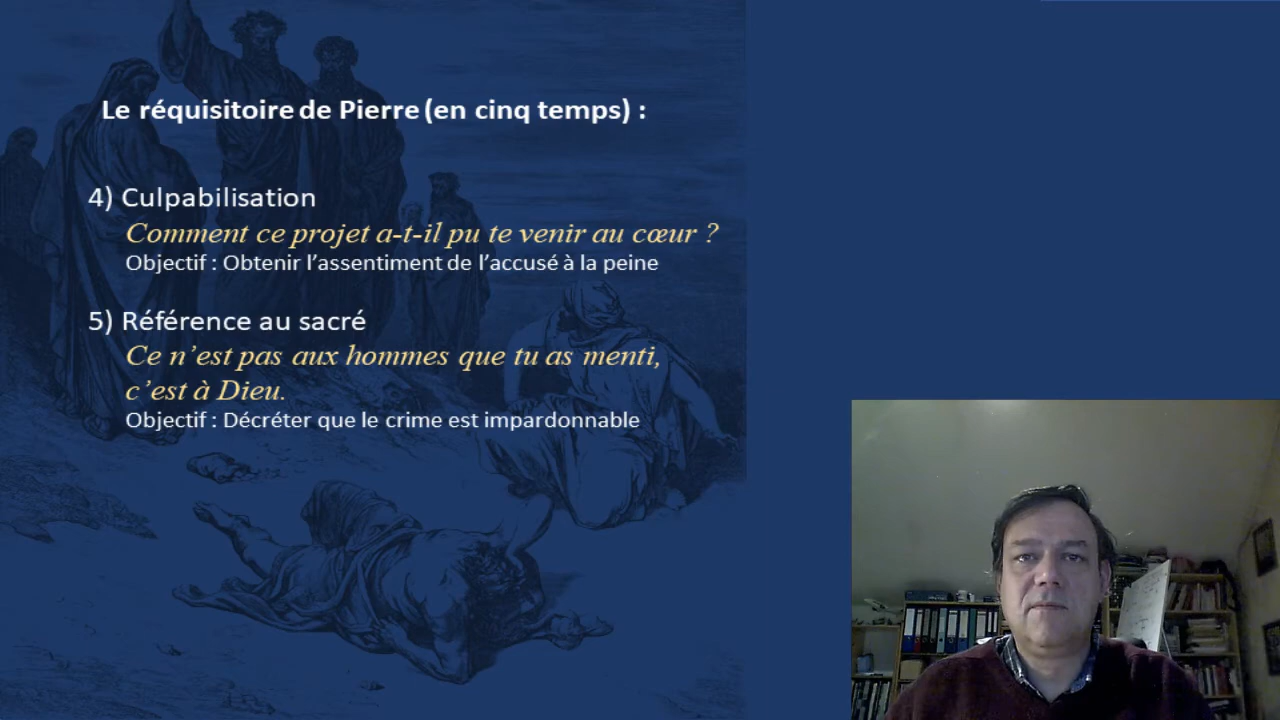 Le réquisitoire de Pierre (en cinq temps) :
4) Culpabilisation
Comment ce projet a-t-il pu te venir au cœur ?
Objectif : Obtenir l’assentiment de l’accusé à la peine
5) Référence au sacré
Ce n’est pas aux hommes que tu as menti,
c’est à Dieu.
Objectif : Décréter que le crime est impardonnable